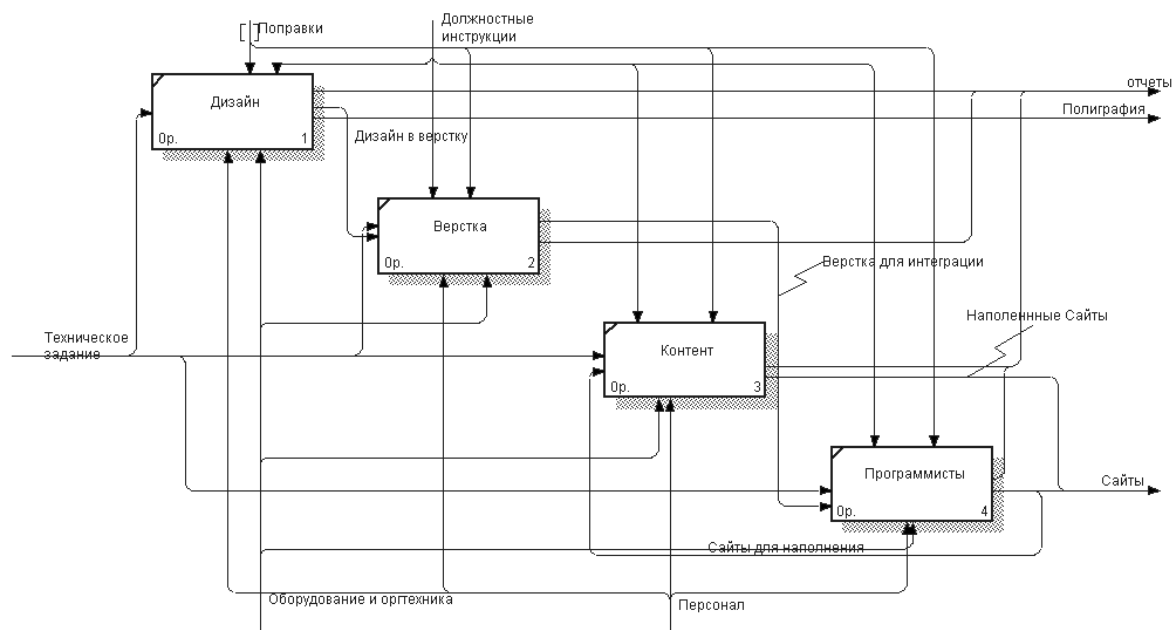 [ ]Поправки
Должностные
инструкции
отчеты
Полиграфия
Дизайн
0р.
1
Дизайн в верстку
Верстка
0р.
2
Верстка для интеграции
Наполеннные Сайты
Техническое
задание
Контент
0р.
3
Программисты
0р.
4
Сайты
Сайты для наполнения
Оборудование и оргтехника
Персонал